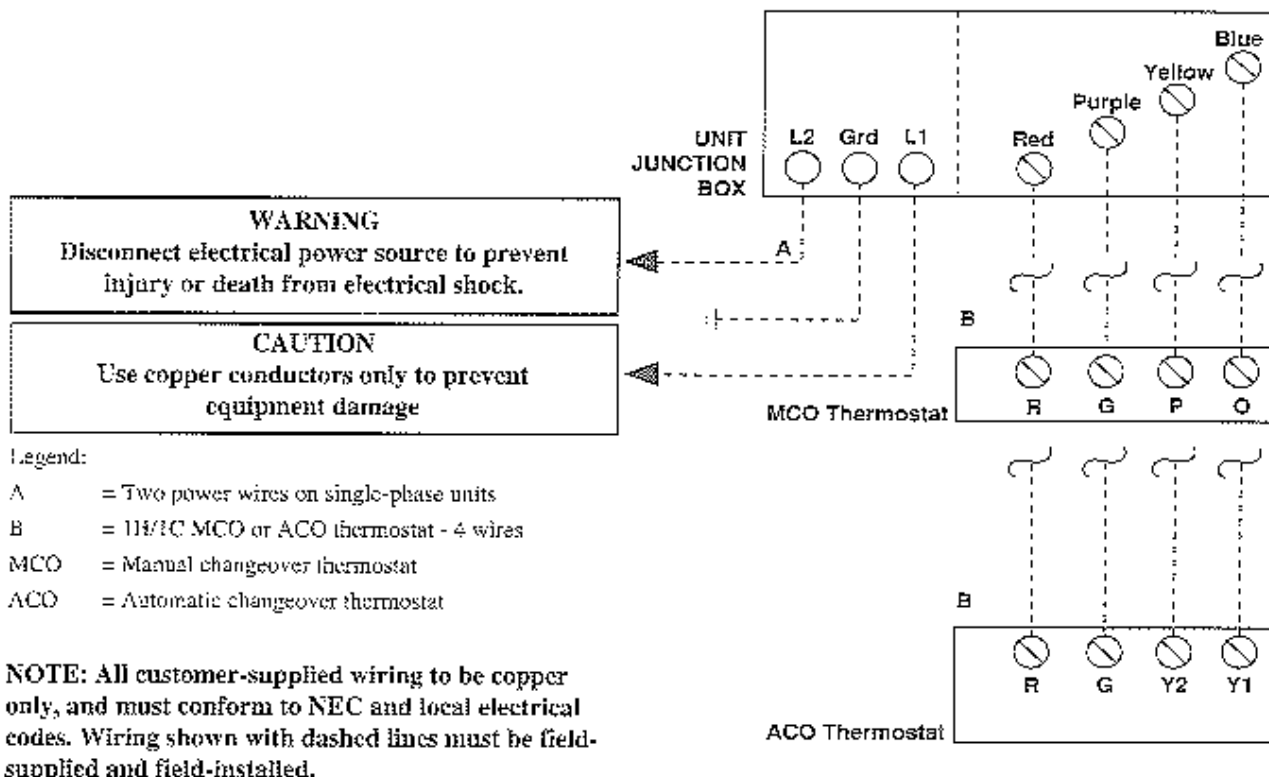 Blue
Yellow
Purple
UNIT
JUNCTION
BOX
L2 Grd L1 Red
WARNING
Disconnect electrical power source to prevent
injury or death from electrical shock.
A
B
CAUTION
Use copper conductors only to prevent
equipment damage
MCO Thermostat
R G P O
Legend:
A = Two power wires on single-phase units
B = 1H/1C MCO or ACO thermostat - 4 wires
MCO = Manual changeover thermostat
ACO = Automatic changeover thermostat
B
R G Y2 Y1
ACO Thermostat
NOTE: All customer-supplied wiring to be copper
only, and must conform to NEC and local electrical
codes. Wiring shown with dashed lines must be field-
supplied and field-installed.